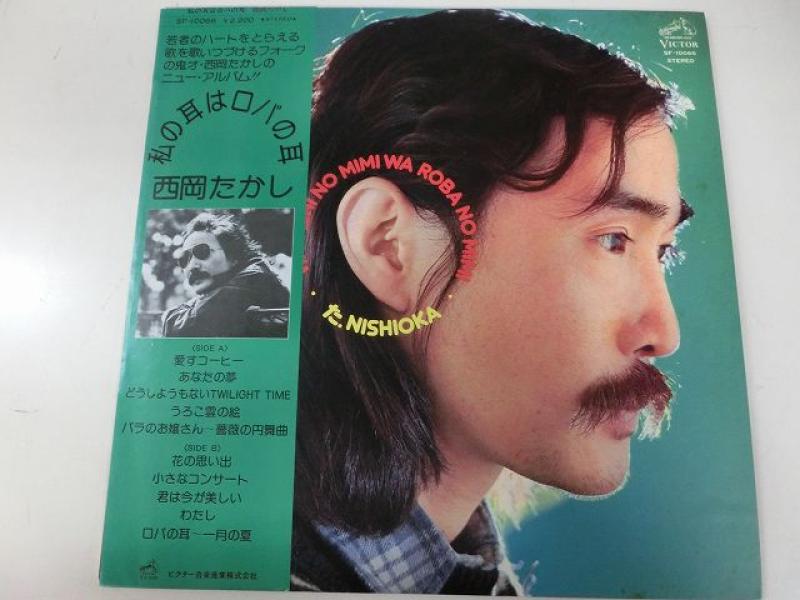 SF-10066 ¥2,200 ●STEREO●
若者のハートをとらえる
歌を歌いつづけるフォーク
の鬼才・西岡たかしの
ニュー・アルバム!!
私の耳はロバの耳
西岡たかし
〈SIDE A〉
愛すコーヒー
あなたの夢
どうしようもないTWILIGHT TIME
うろこ雲の絵
バラのお嬢さん~薔薇の円舞曲
〈SIDE B〉
花の思い出
小さなコンサート
君は今が美しい
わたし
ロバの耳~一月の夏
ビクター音楽産業株式会社
NO MIMI WA ROBA NO MIMI
・た. NISHIOKA・
VICTOR
SF-10066
STEREO